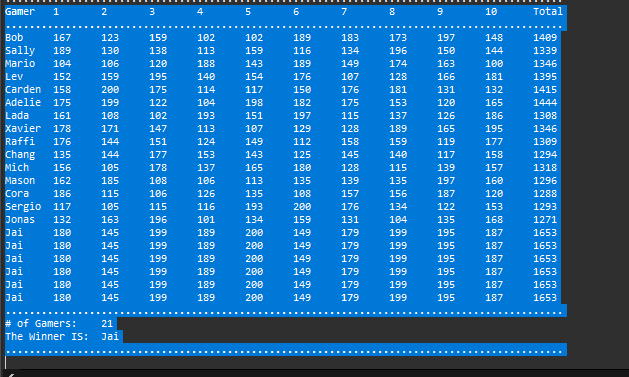 Gamer 1 2 3 4 5 6 7 8 9 10 Total
Bob 167 123 159 102 102 189 183 173 197 148 1409
Sally 189 130 138 113 159 116 134 196 150 144 1339
Mario 104 106 120 188 143 189 149 174 163 100 1346
Lev 152 159 195 140 154 176 107 128 166 181 1395
Carden 158 200 175 114 117 150 176 181 131 132 1415
Adelie 175 199 122 104 198 182 175 153 120 165 1444
Lada 161 108 102 193 151 197 115 137 126 186 1308
Xavier 178 171 147 113 107 129 128 189 165 195 1346
Raffi 176 144 151 124 149 112 158 159 119 177 1309
Chang 135 144 177 153 143 125 145 140 117 158 1294
Mich 156 105 178 137 165 180 128 115 139 157 1318
Mason 162 185 108 106 113 135 139 135 197 160 1296
Cora 186 115 106 126 135 108 157 156 187 120 1288
Sergio 117 105 115 116 193 200 176 134 122 153 1293
Jonas 132 163 196 101 134 159 131 104 135 168 1271
Jai 180 145 199 189 200 149 179 199 195 187 1653
Jai 180 145 199 189 200 149 179 199 195 187 1653
Jai 180 145 199 189 200 149 179 199 195 187 1653
Jai 180 145 199 189 200 149 179 199 195 187 1653
Jai 180 145 199 189 200 149 179 199 195 187 1653
Jai 180 145 199 189 200 149 179 199 195 187 1653
# of Gamers: 21
The Winner IS: Jai